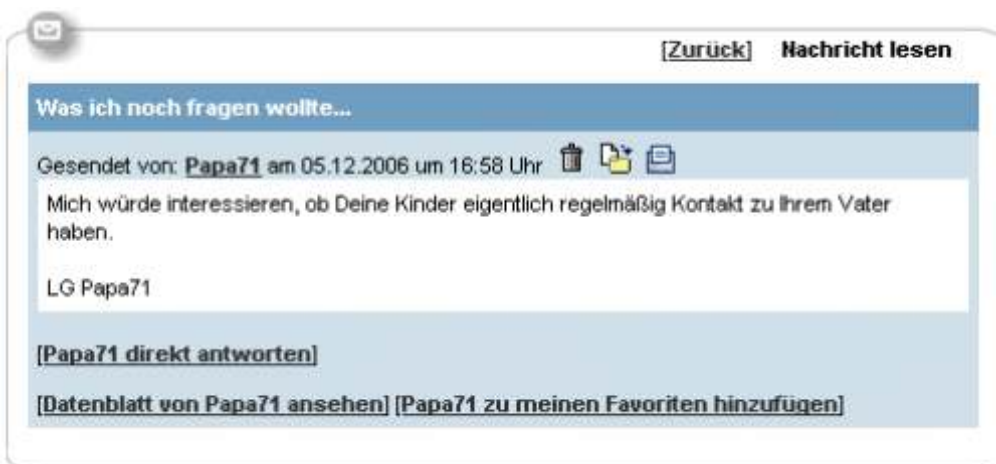 [Zurück] Nachricht lesen
Was ich noch fragen wollte...
Gesendet von: Papa71 am 05.12.2006 um 16:58 Uhr
Mich würde interessieren, ob Deine Kinder eigentlich regelmäßig Kontakt zu Ihrem Vater
haben.
LG Papa71
[Papa71 direkt antworten]
[Datenblatt von Papa71 ansehen] [Papa71 zu meinen Favoriten hinzufügen]